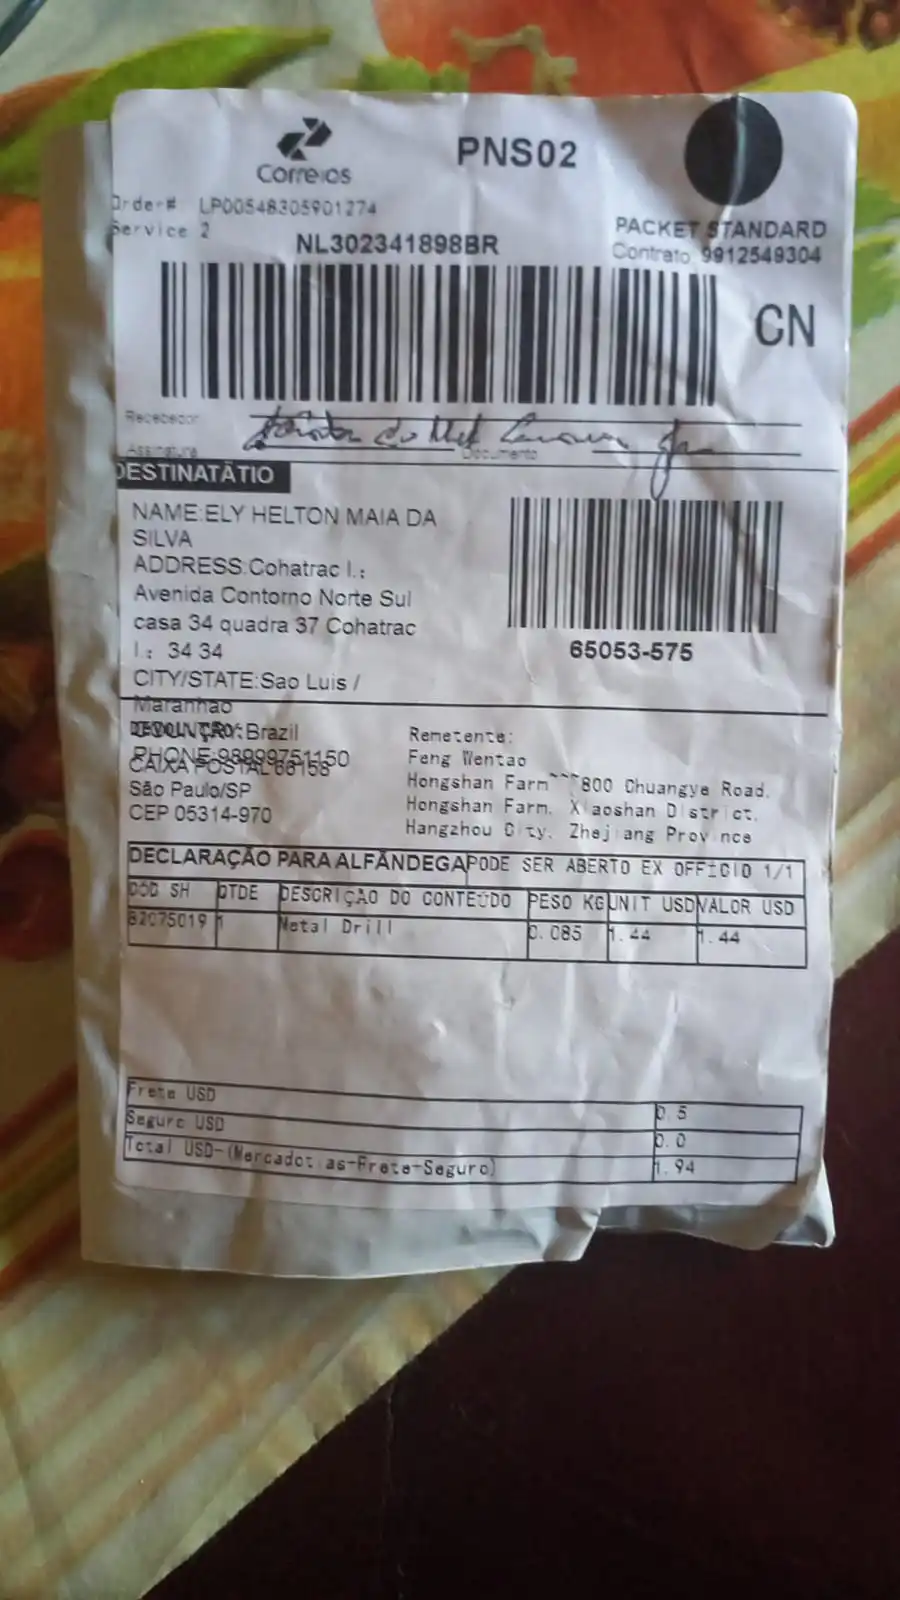 Correios
PNS02
Order# LP00548305901274
Service 2
NL302341898BR
PACKET STANDARD
Contrato 9912549304
CN
Recebedor
Assinatura
Documento
DESTINATÁTIO
NAME:ELY HELTON MAIA DA
SILVA
ADDRESS:Cohatrac I.:
Avenida Contorno Norte Sul
casa 34 quadra 37 Cohatrac
I: 34 34
CITY/STATE:Sao Luis /
Maranhao
65053-575
COUNTRY:Brazil
DEVOLUÇÃO:
PHONE:98999751150
CAIXA POSTAL 66158
São Paulo/SP
CEP 05314-970
Remetente:
Feng Wentao
Hongshan Farm~~~800 Chuangye Road,
Hongshan Farm, Xiaoshan District,
Hangzhou City, Zhejiang Province
DECLARAÇÃO PARA ALFÂNDEGA PODE SER ABERTO EX OFFÍCIO 1/1
CÓD SH QTDE DESCRIÇÃO DO CONTEÚDO PESO KG UNIT USD VALOR USD
82075019 1 Metal Drill 0.085 1.44 1.44
Frete USD 0.5
Seguro USD 0.0
Total USD-(Mercadotias-Frete-Seguro) 1.94